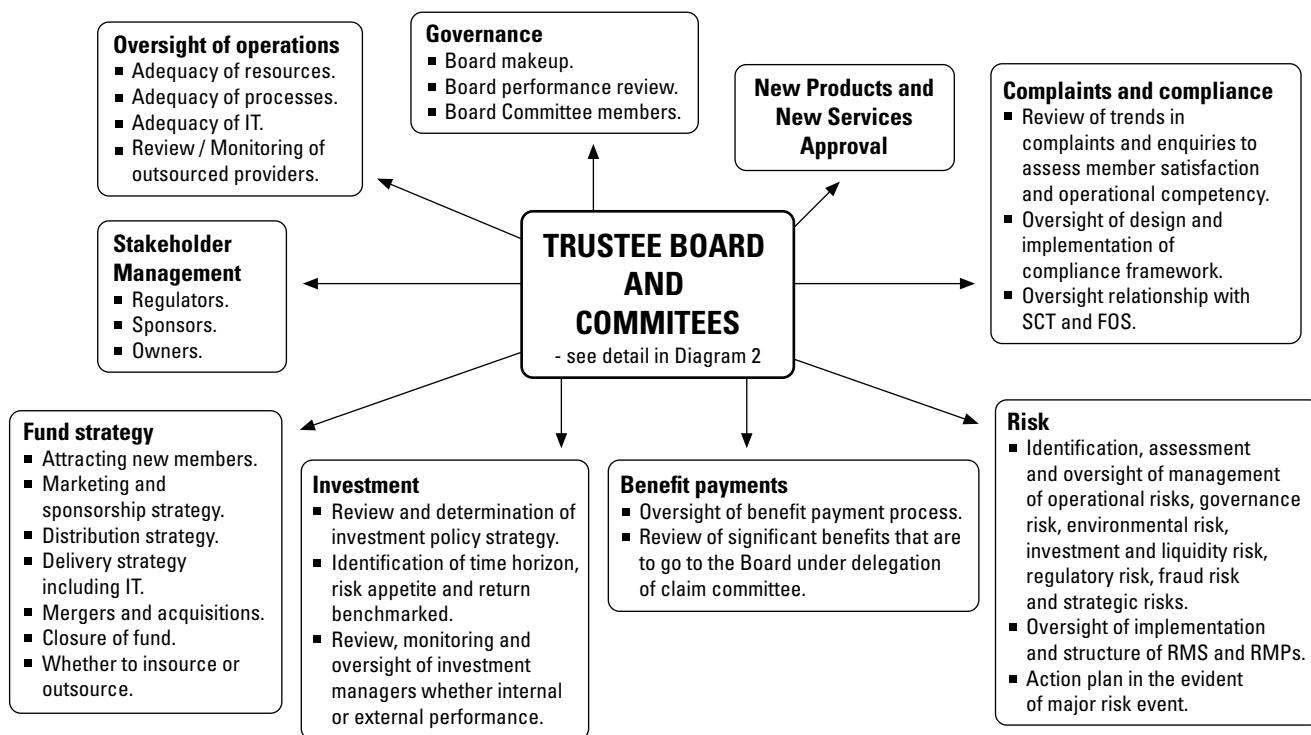 Oversight of operations
▪ Adequacy of resources.
▪ Adequacy of processes.
▪ Adequacy of IT.
▪ Review / Monitoring of
outsourced providers.
Governance
▪ Board makeup.
▪ Board performance review.
▪ Board Committee members.
New Products and
New Services
Approval
Complaints and compliance
▪ Review of trends in
complaints and enquiries to
assess member satisfaction
and operational competency.
▪ Oversight of design and
implementation of
compliance framework.
▪ Oversight relationship with
SCT and FOS.
Stakeholder
Management
▪ Regulators.
▪ Sponsors.
▪ Owners.
TRUSTEE BOARD
AND
COMMITEES
- see detail in Diagram 2
Fund strategy
▪ Attracting new members.
▪ Marketing and
sponsorship strategy.
▪ Distribution strategy.
▪ Delivery strategy
including IT.
▪ Mergers and acquisitions.
▪ Closure of fund.
▪ Whether to insource or
outsource.
Investment
▪ Review and determination of
investment policy strategy.
▪ Identification of time horizon,
risk appetite and return
benchmarked.
▪ Review, monitoring and
oversight of investment
managers whether internal
or external performance.
Benefit payments
▪ Oversight of benefit payment process.
▪ Review of significant benefits that are
to go to the Board under delegation
of claim committee.
Risk
▪ Identification, assessment
and oversight of management
of operational risks, governance
risk, environmental risk,
investment and liquidity risk,
regulatory risk, fraud risk
and strategic risks.
▪ Oversight of implementation
and structure of RMS and RMPs.
▪ Action plan in the evident
of major risk event.